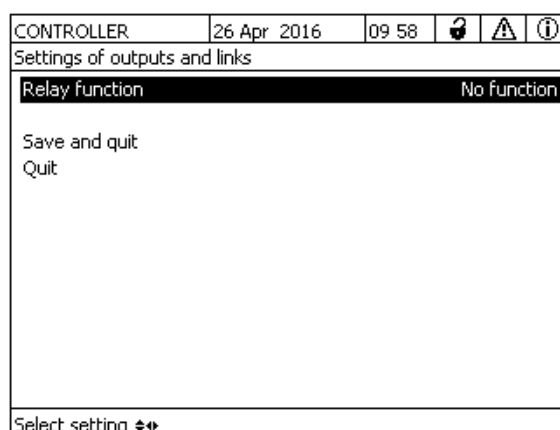 CONTROLLER 26 Apr 2016 09 58
Settings of outputs and links
Relay function No function
Save and quit
Quit
Select setting